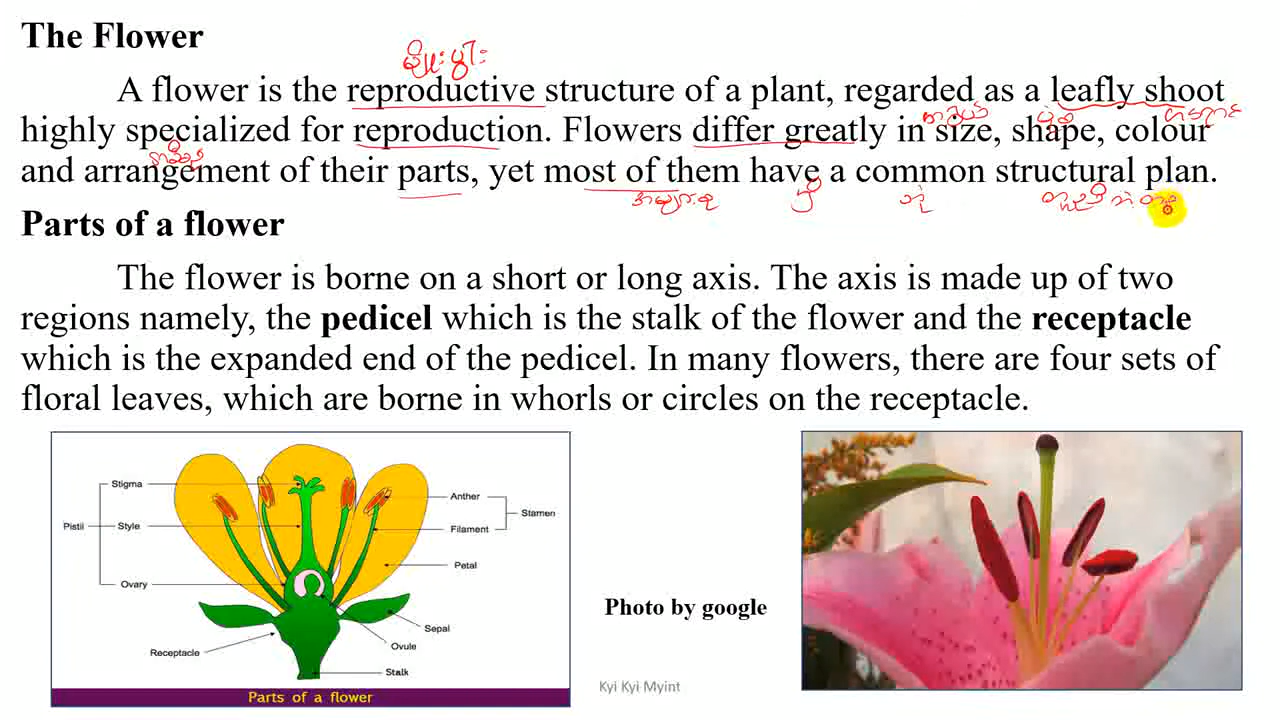 The Flower
မျိုးပွါး
A flower is the reproductive structure of a plant, regarded as a leafly shoot
highly specialized for reproduction. Flowers differ greatly in size, shape, colour
and arrangement of their parts, yet most of them have a common structural plan.
Parts of a flower
The flower is borne on a short or long axis. The axis is made up of two
regions namely, the pedicel which is the stalk of the flower and the receptacle
which is the expanded end of the pedicel. In many flowers, there are four sets of
floral leaves, which are borne in whorls or circles on the receptacle.
Stigma
Anther
Stamen
Pistil
Style
Filament
Petal
Ovary
Photo by google
Sepal
Ovule
Receptacle
Stalk
Parts of a flower
Kyi Kyi Myint